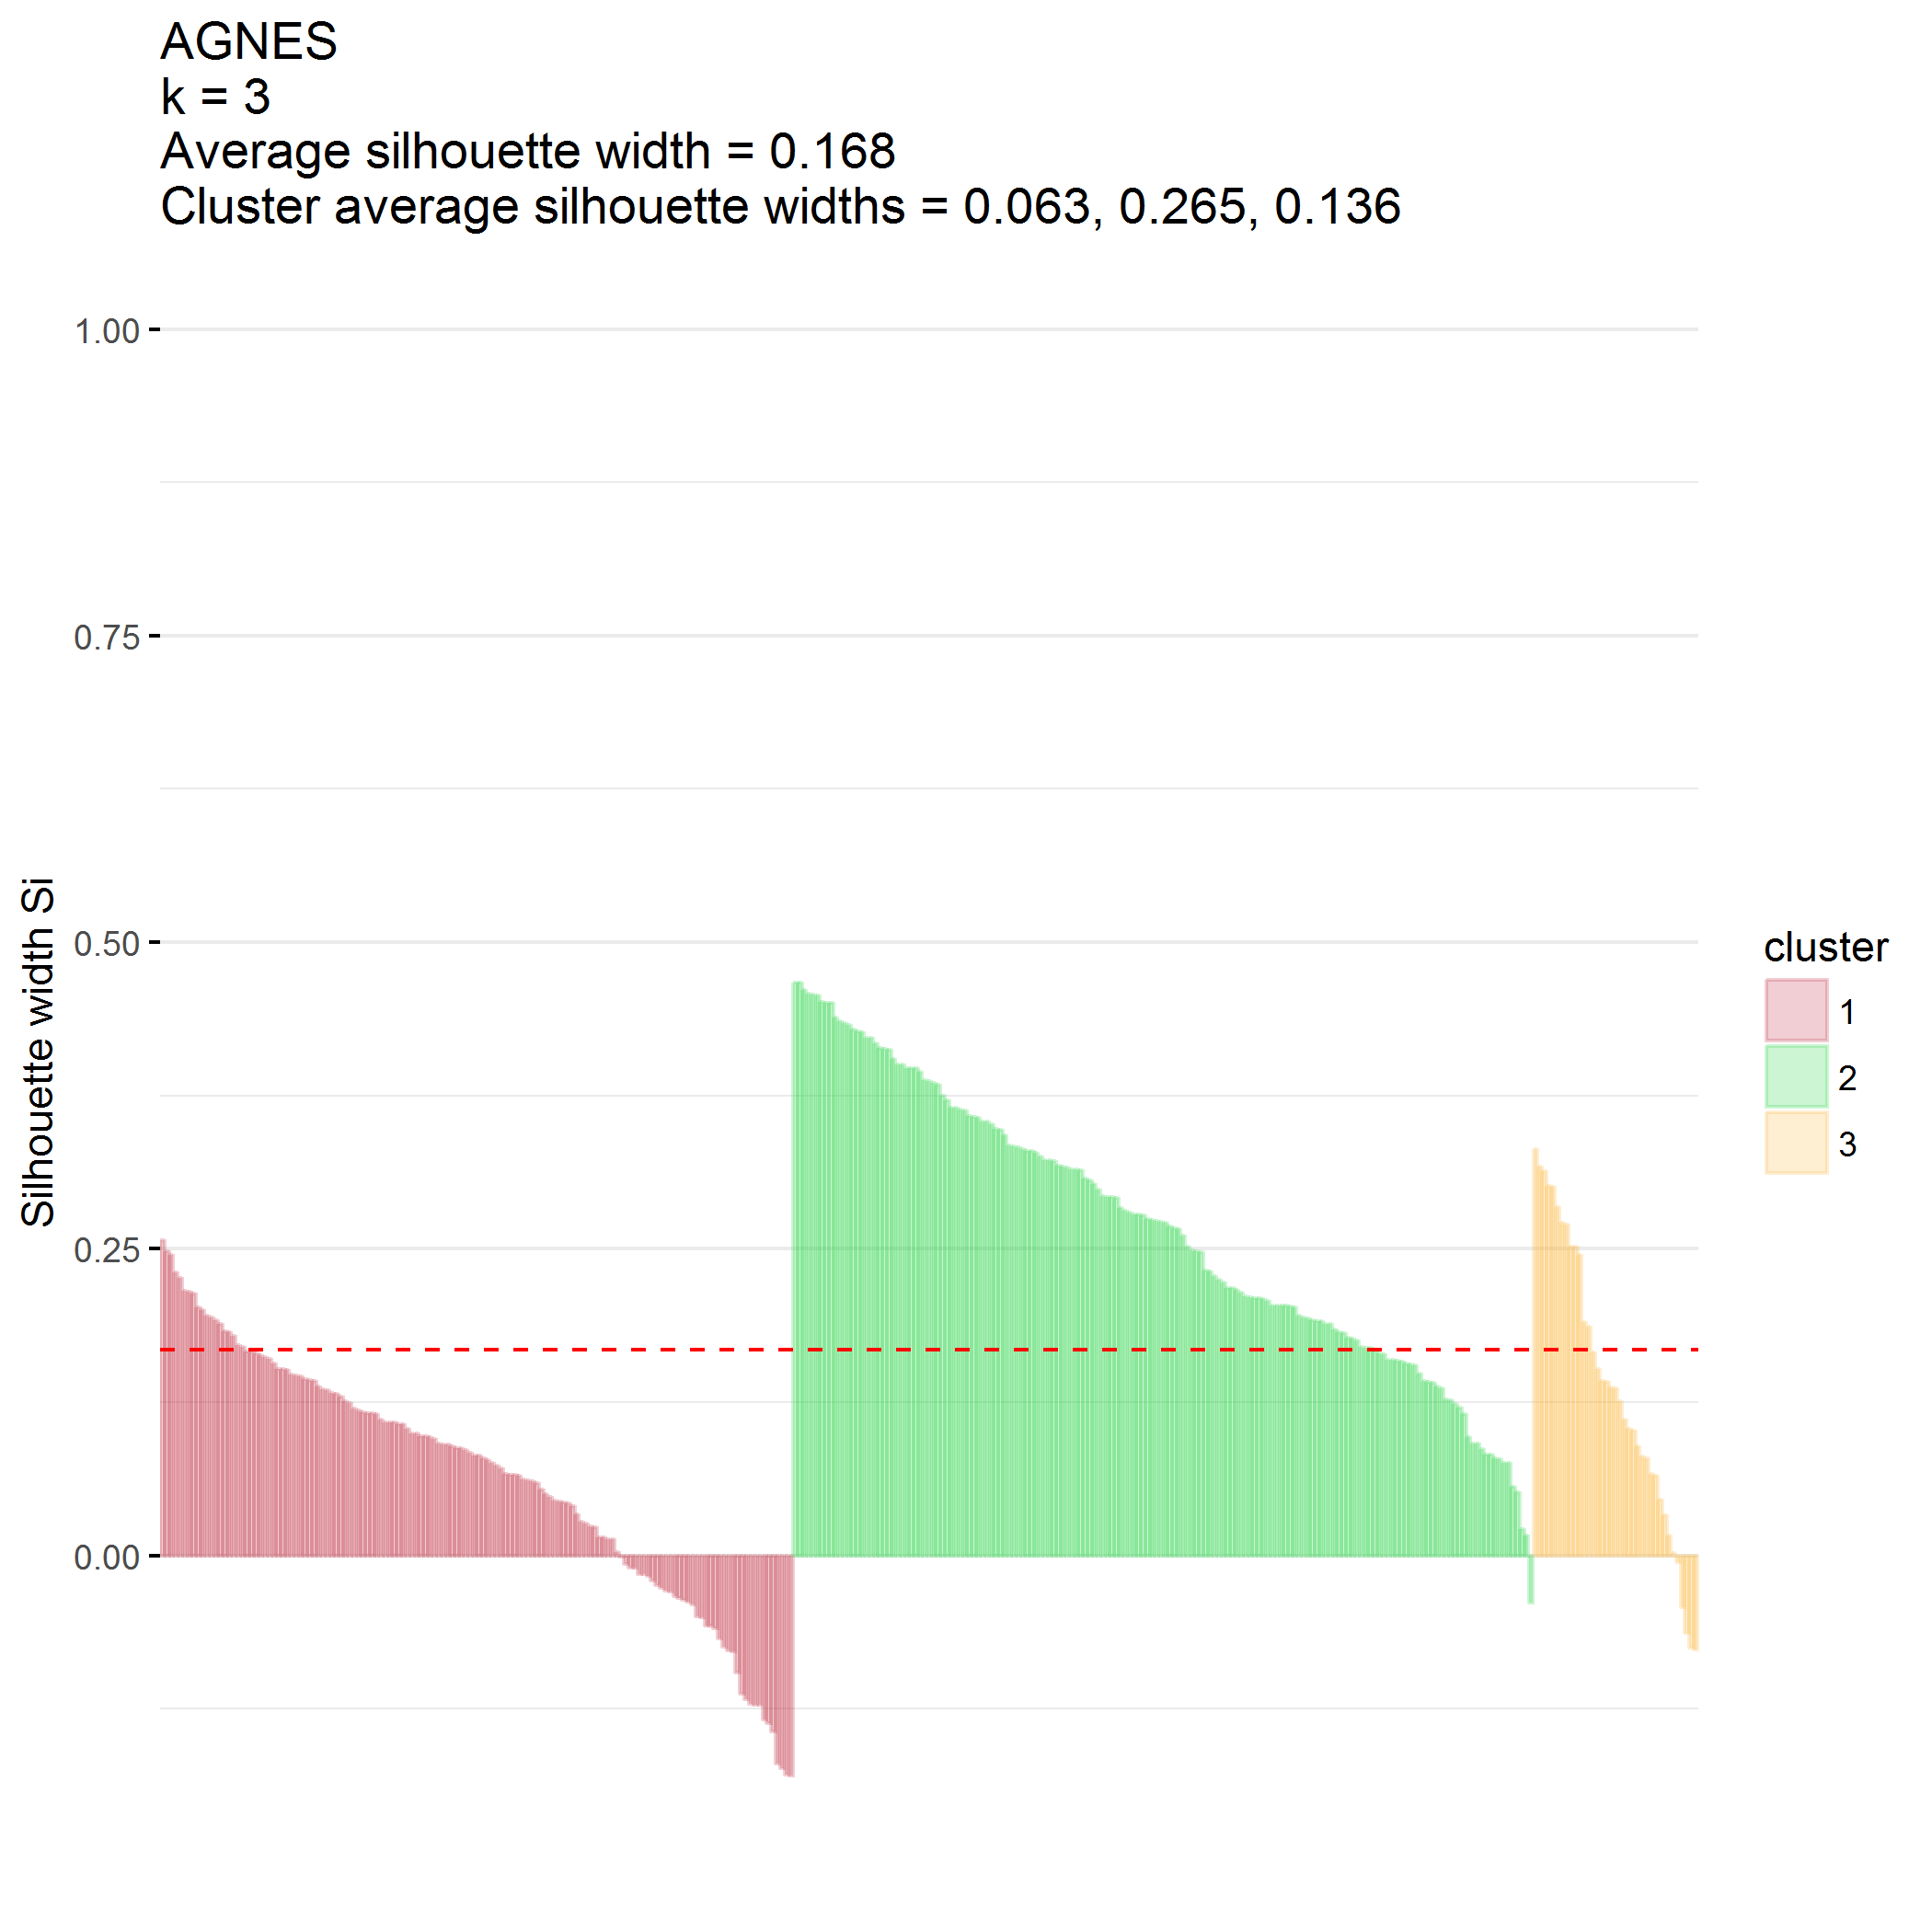 AGNES
k = 3
Average silhouette width = 0.168
Cluster average silhouette widths = 0.063, 0.265, 0.136
1.00
0.75
0.50
0.25
0.00
Silhouette width Si
cluster
1
2
3